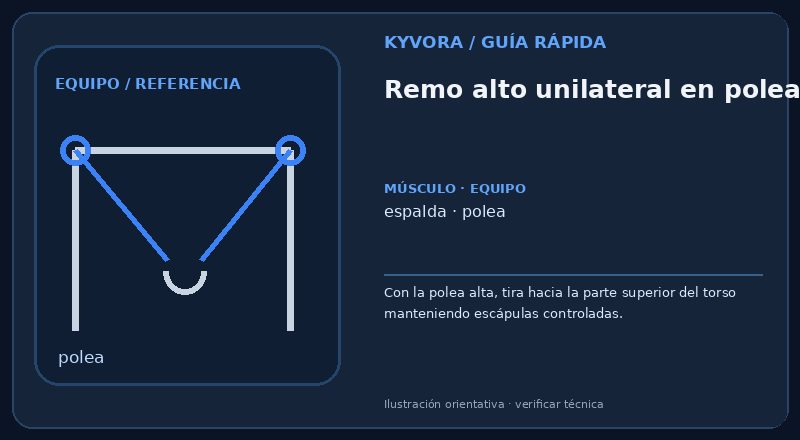 KYVORA / GUÍA RÁPIDA
EQUIPO / REFERENCIA
Remo alto unilateral en polea
MÚSCULO · EQUIPO
espalda · polea
Con la polea alta, tira hacia la parte superior del torso
manteniendo escápulas controladas.
polea
Ilustración orientativa · verificar técnica